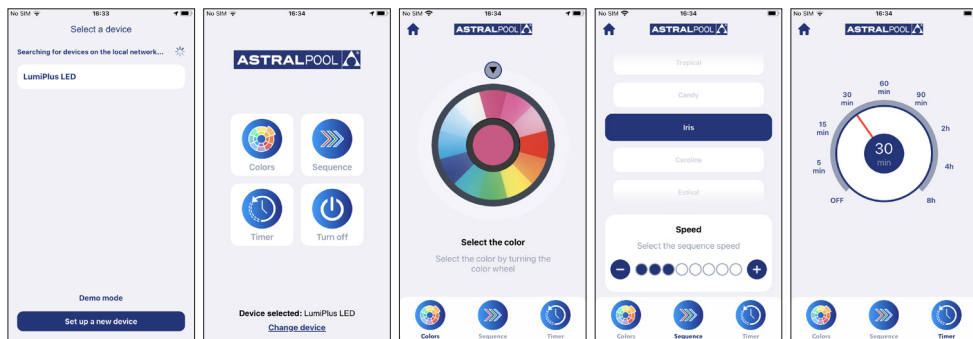 No SIM
16:33
Select a device
Searching for devices on the local network...
LumiPlus LED
Demo mode
Set up a new device
No SIM
16:34
ASTRALPOOL
Colors
Sequence
Timer
Turn off
Device selected: LumiPlus LED
Change device
No SIM
16:34
ASTRALPOOL
Select the color
Select the color by turning the
color wheel
Colors
Sequence
Timer
No SIM
16:34
ASTRALPOOL
Tropical
Candy
Iris
Caroline
Estival
Speed
Select the sequence speed
Colors
Sequence
Timer
No SIM
16:34
ASTRALPOOL
60
min
30
min
90
min
15
min
2h
5
min
4h
OFF
8h
30
min
Colors
Sequence
Timer